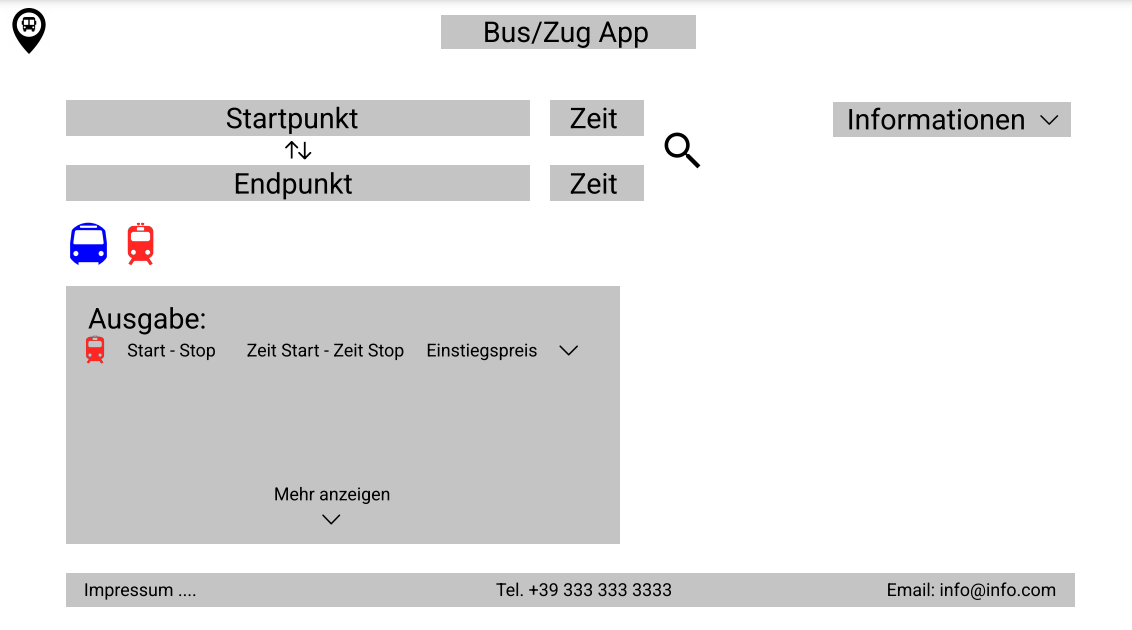 Bus/Zug App
Startpunkt
Zeit
Informationen
Endpunkt
Zeit
Ausgabe:
Start - Stop Zeit Start - Zeit Stop Einstiegspreis
Mehr anzeigen
Impressum .... Tel. +39 333 333 3333 Email: info@info.com